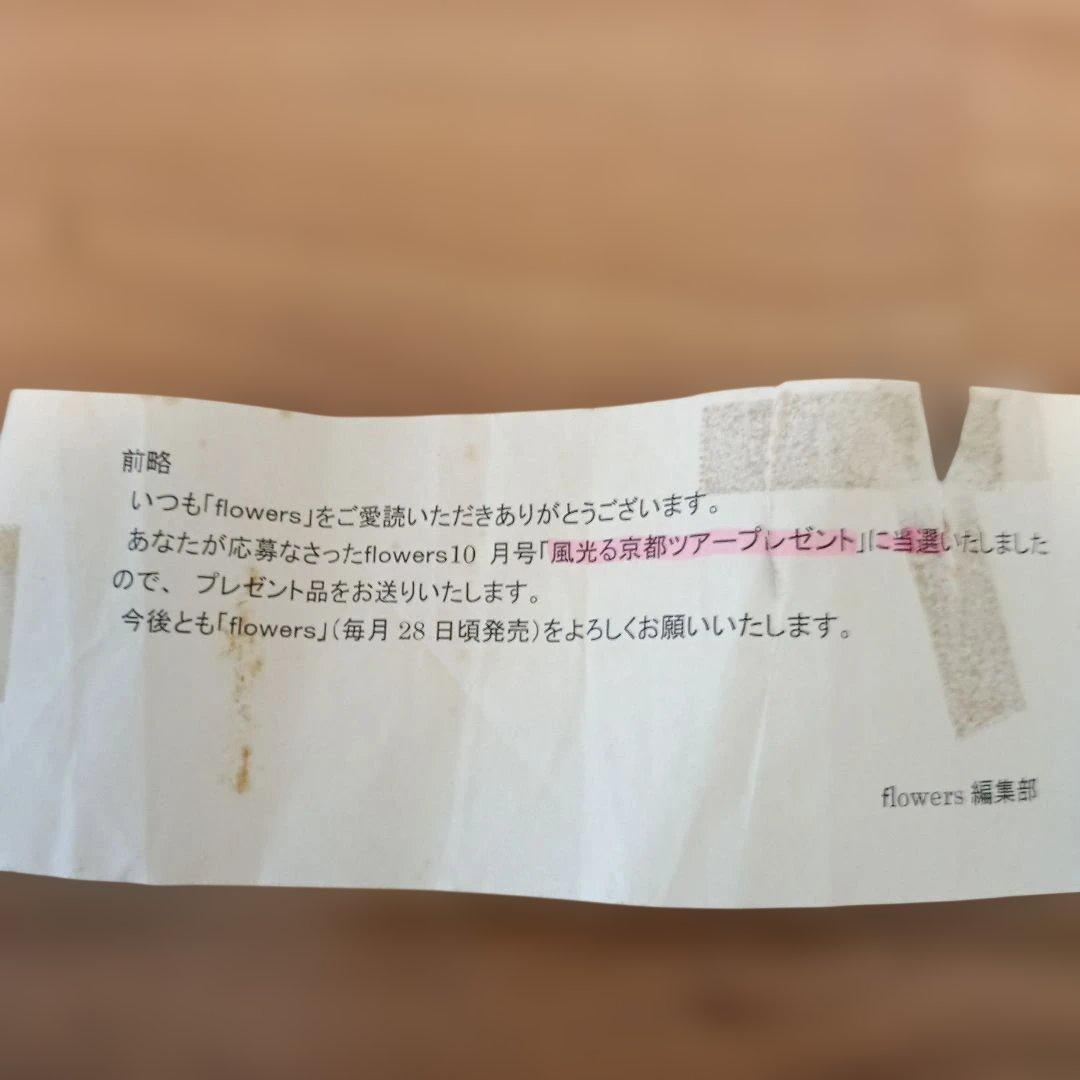 前略
いつも「flowers」をご愛読いただきありがとうございます。
あなたが応募なさったflowers10 月号「風光る京都ツアープレゼント」に当選いたしました
ので、 プレゼント品をお送りいたします。
今後とも「flowers」(毎月 28 日頃発売)をよろしくお願いいたします。
flowers 編集部